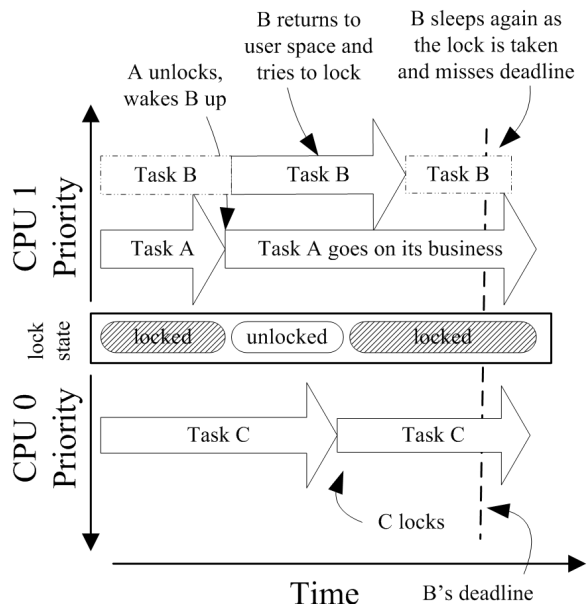 B returns to
user space and
tries to lock
B sleeps again as
the lock is taken
and misses deadline
A unlocks,
wakes B up
CPU 1
Priority
Task B
Task B
Task B
Task A
Task A goes on its business
lock
state
locked
unlocked
locked
CPU 0
Priority
Task C
Task C
C locks
Time
B's deadline